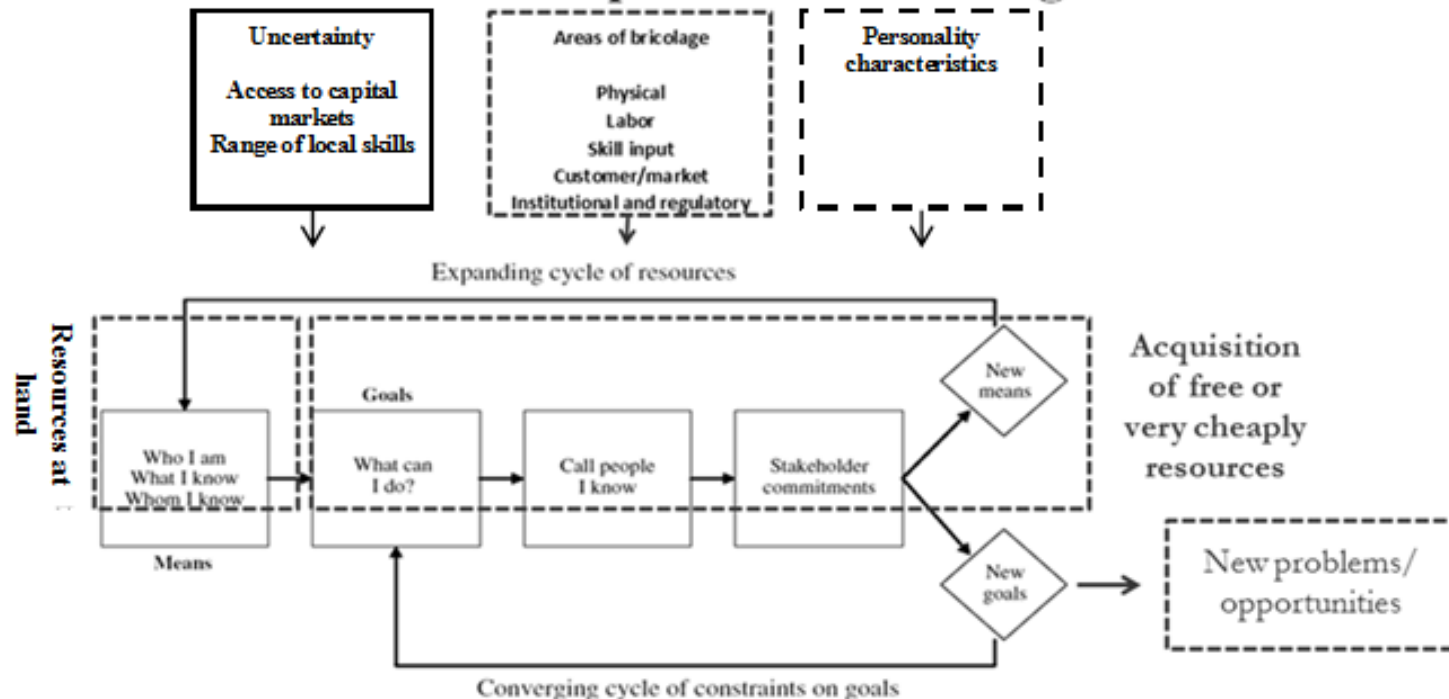 Uncertainty
Access to capital
markets
Range of local skills
Areas of bricolage
Physical
Labor
Skill input
Customer/market
Institutional and regulatory
Personality
characteristics
Expanding cycle of resources
Resources at
hand
Goals
Who I am
What I know
Whom I know
Means
What can
I do?
Call people
I know
Stakeholder
commitments
New
means
New
goals
Acquisition
of free or
very cheaply
resources
New problems/
opportunities
Converging cycle of constraints on goals